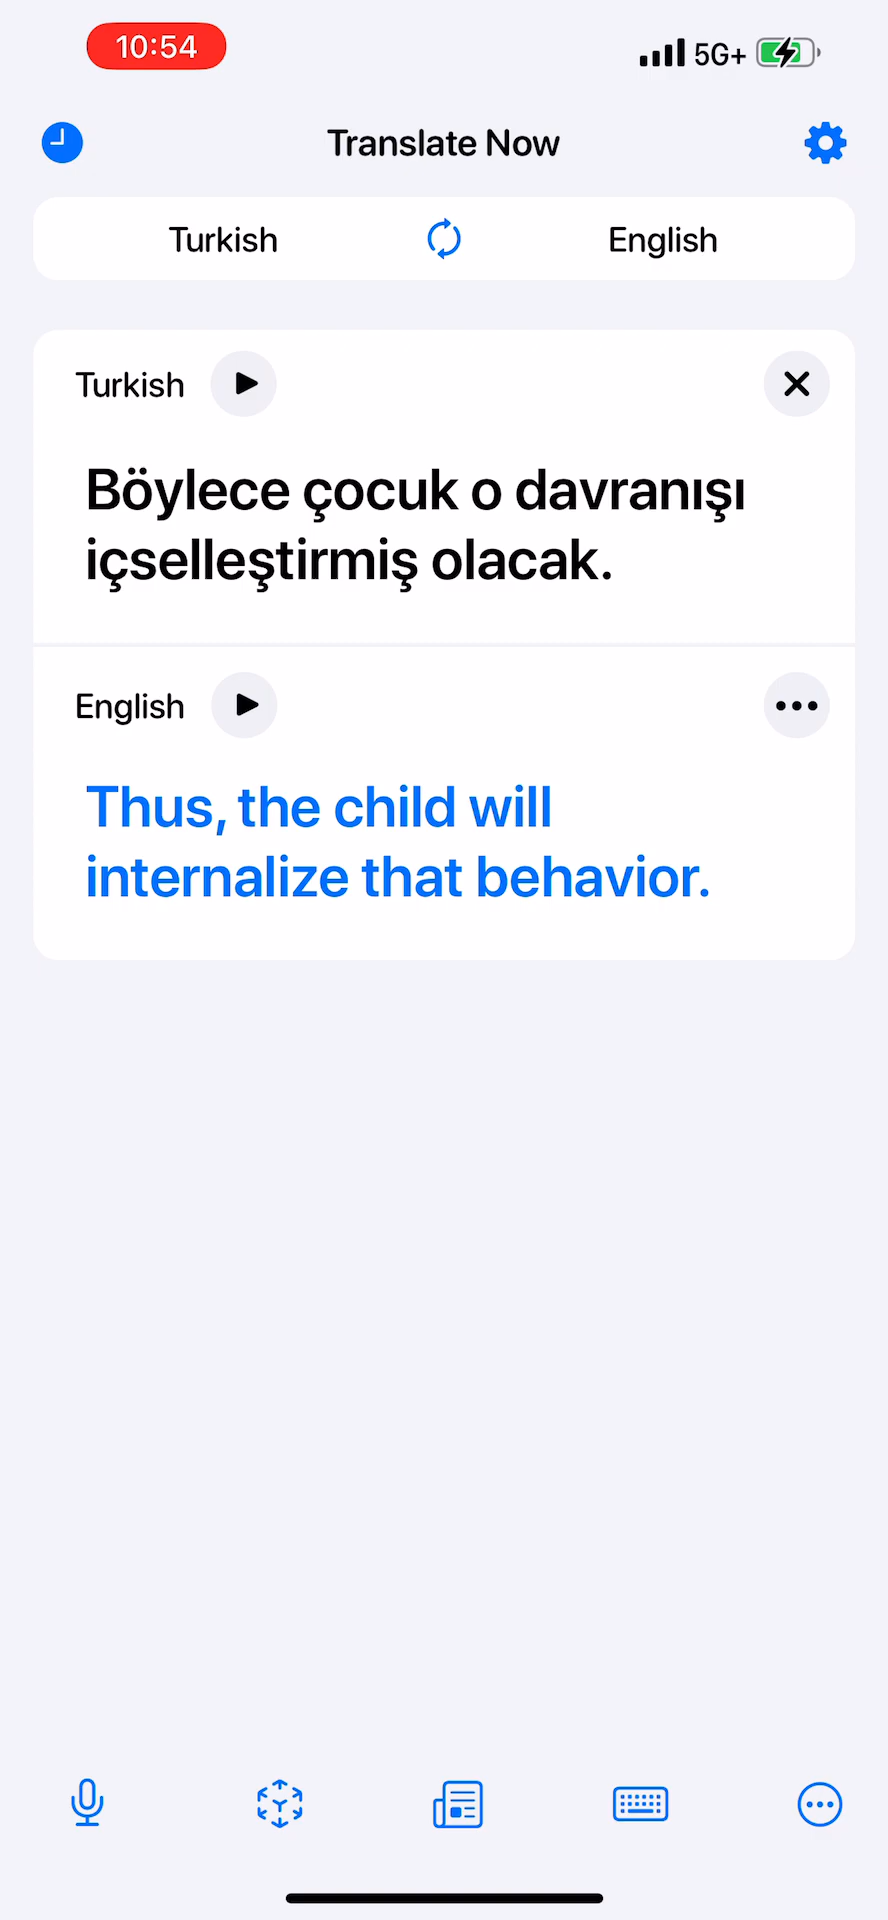 10:54
5G+
Translate Now
Turkish
English
Turkish
Böylece çocuk o davranışı
içselleştirmiş olacak.
English
Thus, the child will
internalize that behavior.